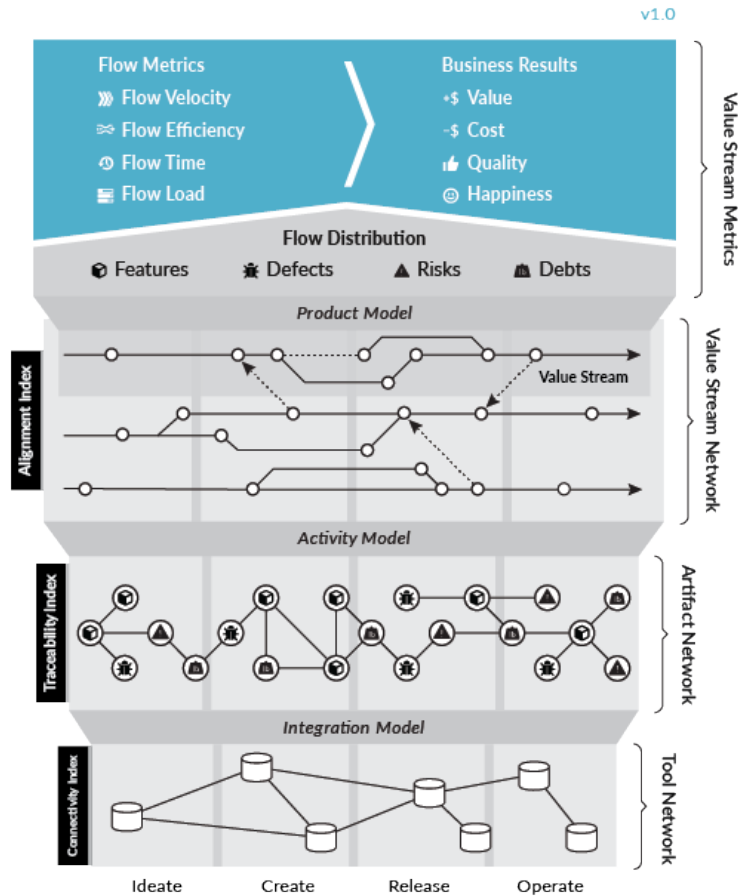 v1.0
Flow Metrics
Flow Velocity
Flow Efficiency
Flow Time
Flow Load
Business Results
+$ Value
-$ Cost
Quality
Happiness
Value Stream Metrics
Flow Distribution
Features
Defects
Risks
Debts
Product Model
Alignment Index
Value Stream
Value Stream Network
Activity Model
Traceability Index
Artifact Network
Integration Model
Connectivity Index
Tool Network
Ideate
Create
Release
Operate